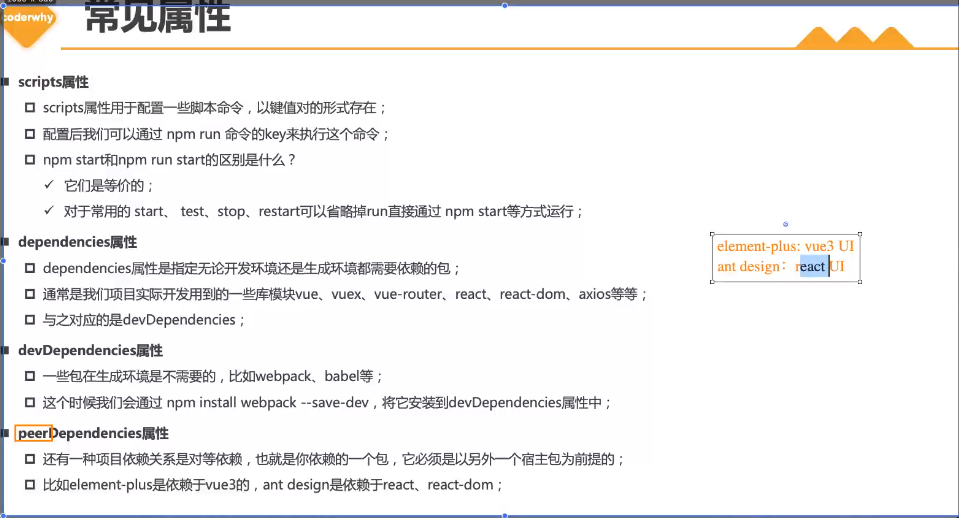 coderwhy
常见属性
scripts属性
scripts属性用于配置一些脚本命令，以键值对的形式存在；
配置后我们可以通过 npm run 命令的key来执行这个命令；
npm start和npm run start的区别是什么？
✓ 它们是等价的；
✓ 对于常用的 start、 test、stop、restart可以省略掉run直接通过 npm start等方式运行；
dependencies属性
dependencies属性是指定无论开发环境还是生成环境都需要依赖的包；
通常是我们项目实际开发用到的一些库模块vue、vuex、vue-router、react、react-dom、axios等等；
与之对应的是devDependencies；
devDependencies属性
一些包在生成环境是不需要的，比如webpack、babel等；
这个时候我们会通过 npm install webpack --save-dev，将它安装到devDependencies属性中；
peerDependencies属性
还有一种项目依赖关系是对等依赖，也就是你依赖的一个包，它必须是以另外一个宿主包为前提的；
比如element-plus是依赖于vue3的，ant design是依赖于react、react-dom；
element-plus: vue3 UI
ant design：react UI